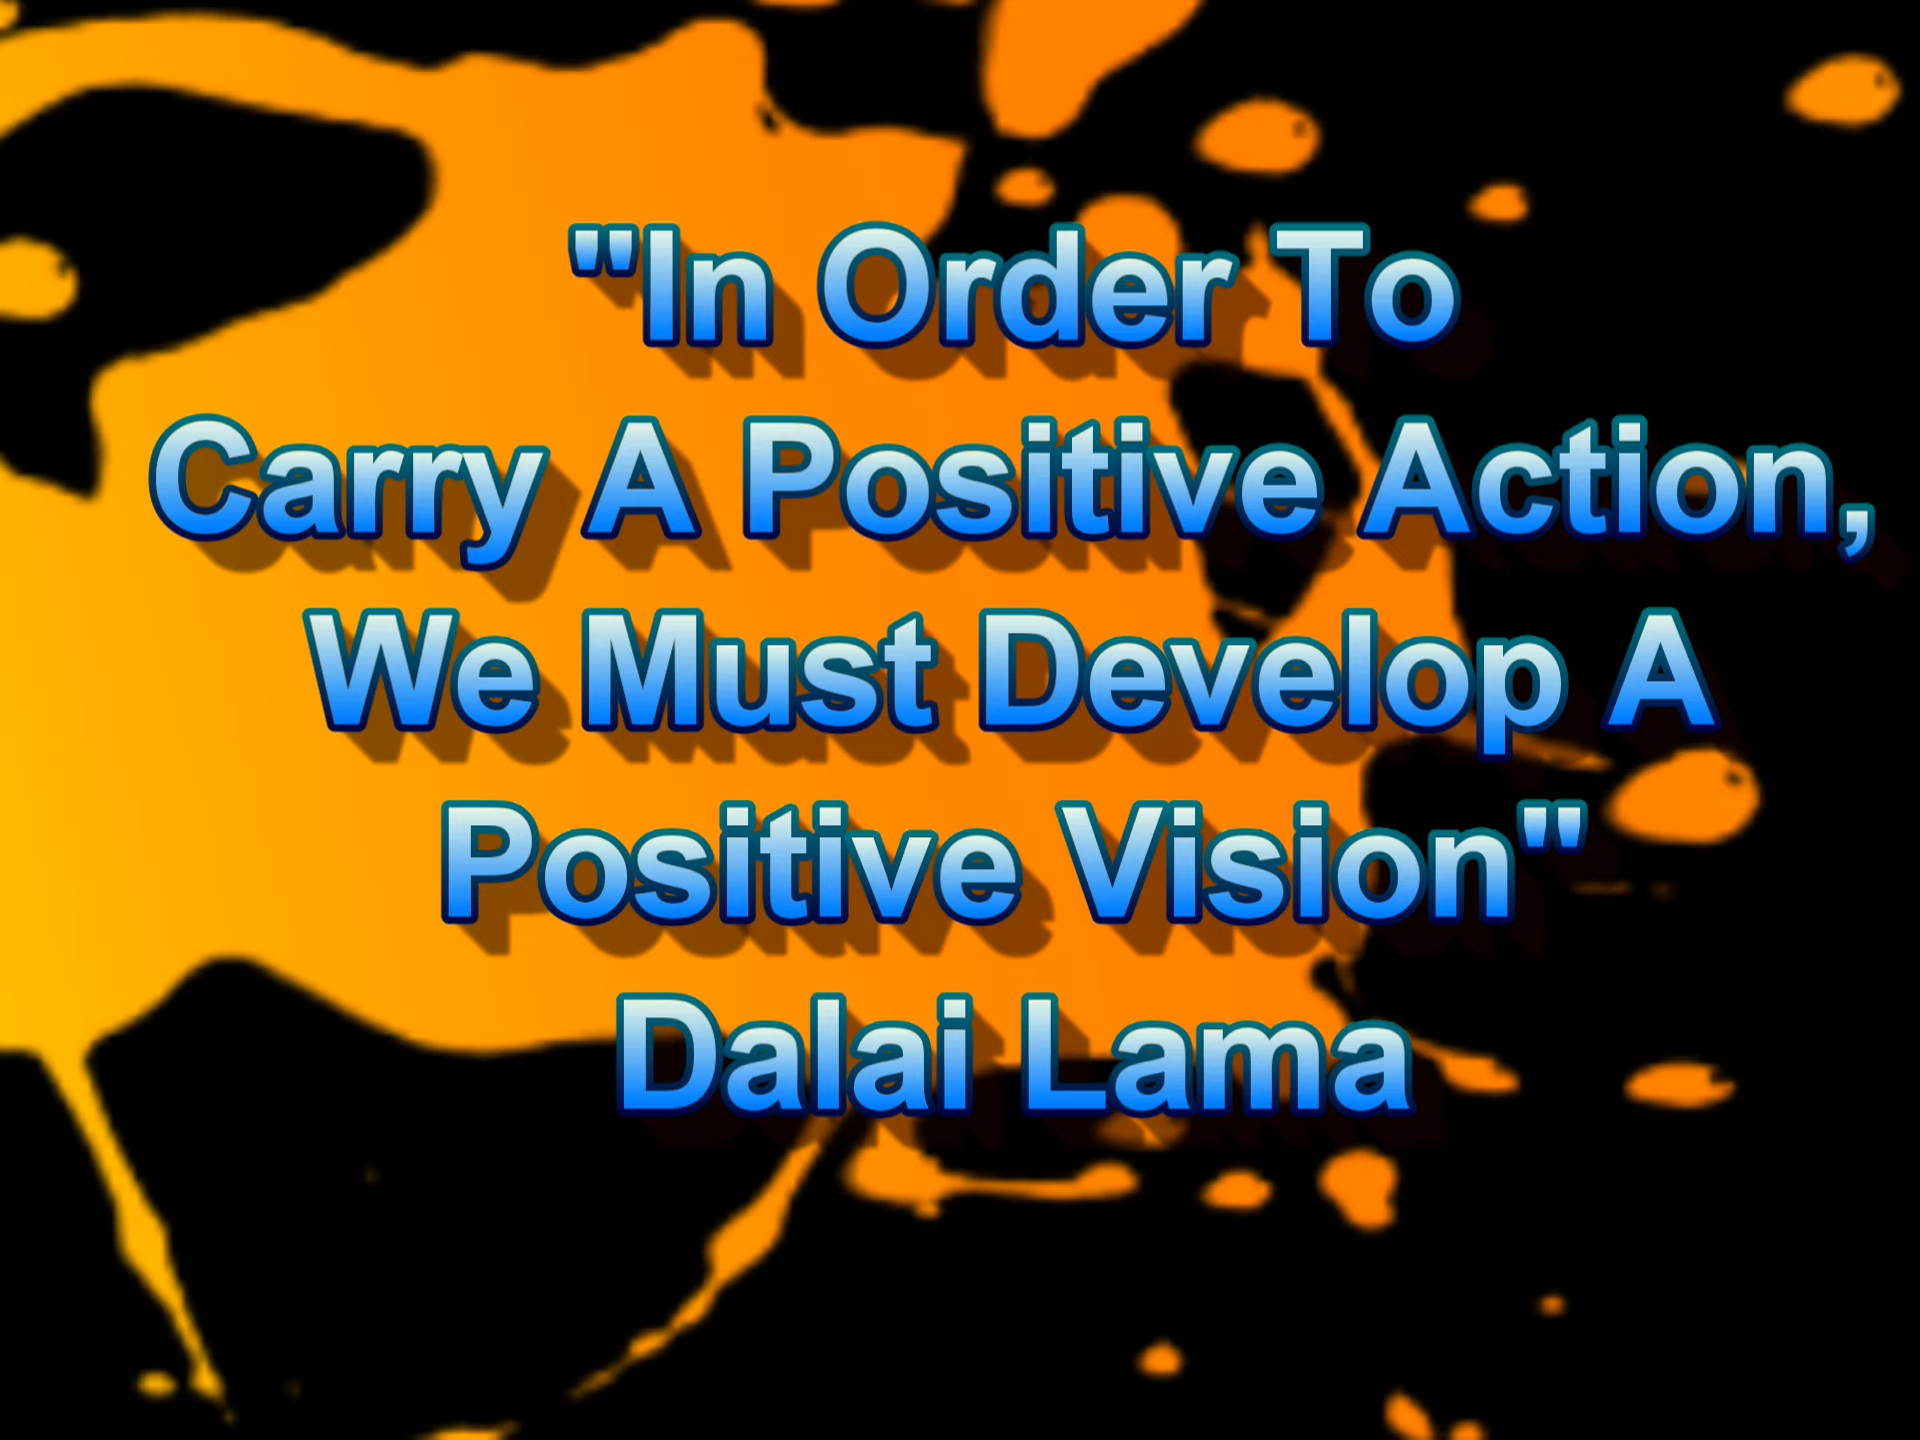 "In Order To
Carry A Positive Action,
We Must Develop A
Positive Vision"
Dalai Lama